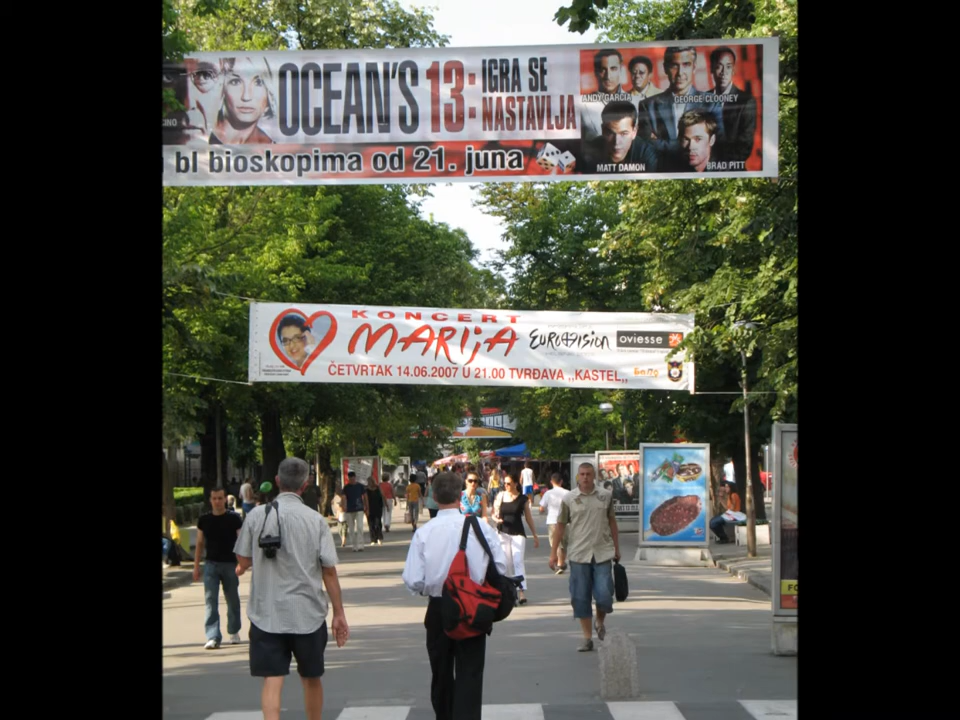 OCEAN'S 13: IGRA SE
NASTAVLJA
ANDY GARCIA GEORGE CLOONEY
MATT DAMON BRAD PITT
bl bioskopima od 21. juna
KONCERT
MARIJA EUROVISION oviesse
ČETVRTAK 14.06.2007 U 21.00 TVRĐAVA ,,KASTEL,,